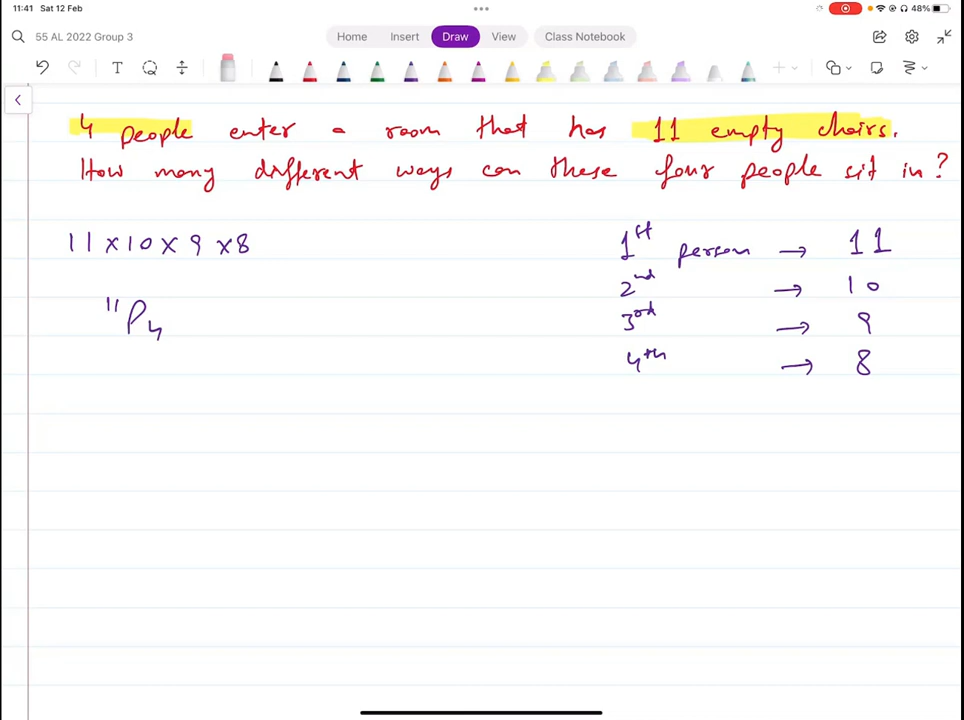 11:41 Sat 12 Feb
48%
55 AL 2022 Group 3
Home Insert Draw View Class Notebook
4 people enter a room that has 11 empty chairs.
How many different ways can these four people sit in?
11 x 10 x 9 x 8
¹¹P₄
1st person → 11
2nd → 10
3rd → 9
4th → 8